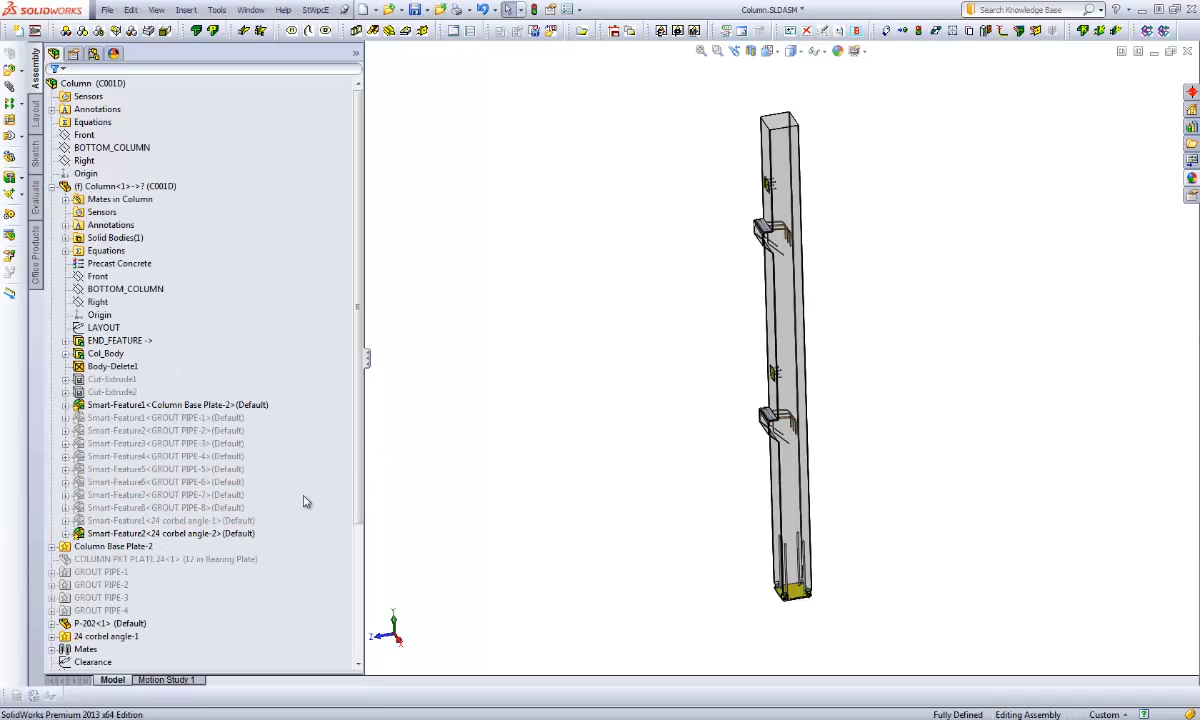 SOLIDWORKS File Edit View Insert Tools Window Help StWpcE Column.SLDASM * Search Knowledge Base
Assembly
Layout
Sketch
Evaluate
Office Products
Column (C001D)
Sensors
Annotations
Equations
Front
BOTTOM_COLUMN
Right
Origin
(f) Column<1>->? (C001D)
Mates in Column
Sensors
Annotations
Solid Bodies(1)
Equations
Precast Concrete
Front
BOTTOM_COLUMN
Right
Origin
LAYOUT
END_FEATURE ->
Col_Body
Body-Delete1
Cut-Extrude1
Cut-Extrude2
Smart-Feature1<Column Base Plate-2>(Default)
Smart-Feature1<GROUT PIPE-1>(Default)
Smart-Feature2<GROUT PIPE-2>(Default)
Smart-Feature3<GROUT PIPE-3>(Default)
Smart-Feature4<GROUT PIPE-4>(Default)
Smart-Feature5<GROUT PIPE-5>(Default)
Smart-Feature6<GROUT PIPE-6>(Default)
Smart-Feature7<GROUT PIPE-7>(Default)
Smart-Feature8<GROUT PIPE-8>(Default)
Smart-Feature1<24 corbel angle-1>(Default)
Smart-Feature2<24 corbel angle-2>(Default)
Column Base Plate-2
COLUMN PKT PLATE 24<1> (12 in Bearing Plate)
GROUT PIPE-1
GROUT PIPE-2
GROUT PIPE-3
GROUT PIPE-4
P-202<1> (Default)
24 corbel angle-1
Mates
Clearance
Y
Z
X
Model Motion Study 1
SolidWorks Premium 2013 x64 Edition Fully Defined Editing Assembly Custom